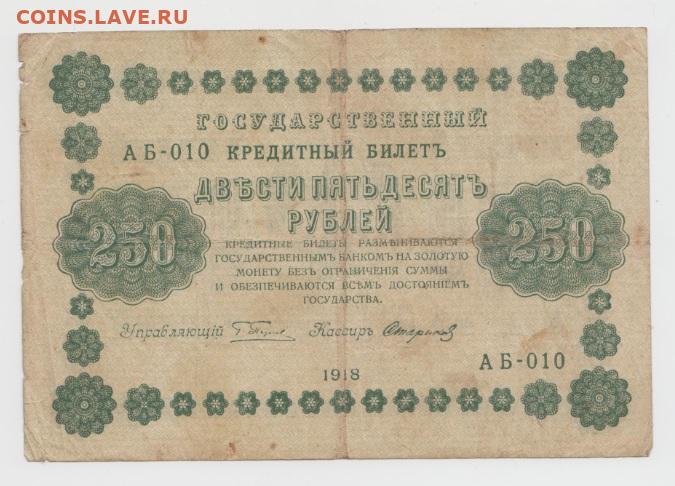 COINS.LAVE.RU
ГОСУДАРСТВЕННЫЙ
АБ-010 КРЕДИТНЫЙ БИЛЕТЪ
ДВѢСТИ ПЯТЬДЕСЯТЪ
РУБЛЕЙ
250
250
КРЕДИТНЫЕ БИЛЕТЫ РАЗМѢНИВАЮТСЯ
ГОСУДАРСТВЕННЫМЪ БАНКОМЪ НА ЗОЛОТУЮ
МОНЕТУ БЕЗЪ ОГРАНИЧЕНІЯ СУММЫ
И ОБЕЗПЕЧИВАЮТСЯ ВСѢМЪ ДОСТОЯНІЕМЪ
ГОСУДАРСТВА.
Управляющій Кассиръ Стариков
АБ-010
1918